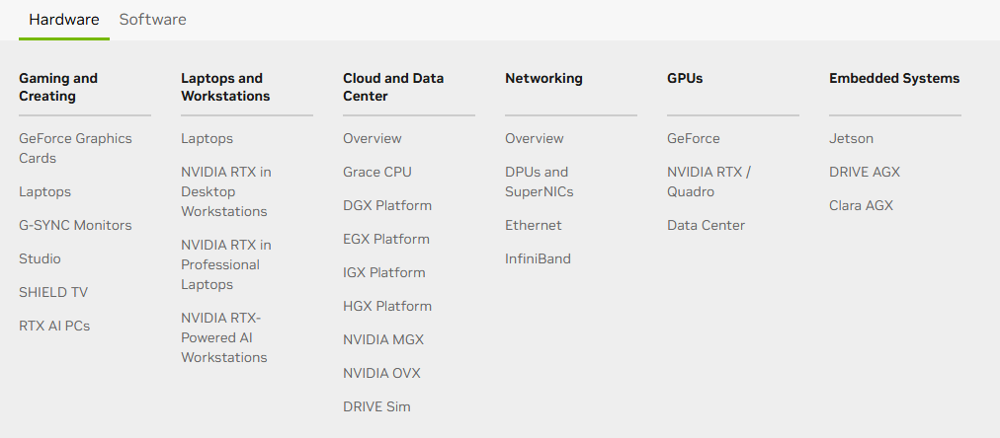 Hardware Software
Gaming and
Creating
GeForce Graphics
Cards
Laptops
G-SYNC Monitors
Studio
SHIELD TV
RTX AI PCs
Laptops and
Workstations
Laptops
NVIDIA RTX in
Desktop
Workstations
NVIDIA RTX in
Professional
Laptops
NVIDIA RTX-
Powered AI
Workstations
Cloud and Data
Center
Overview
Grace CPU
DGX Platform
EGX Platform
IGX Platform
HGX Platform
NVIDIA MGX
NVIDIA OVX
DRIVE Sim
Networking
Overview
DPUs and
SuperNICs
Ethernet
InfiniBand
GPUs
GeForce
NVIDIA RTX /
Quadro
Data Center
Embedded Systems
Jetson
DRIVE AGX
Clara AGX